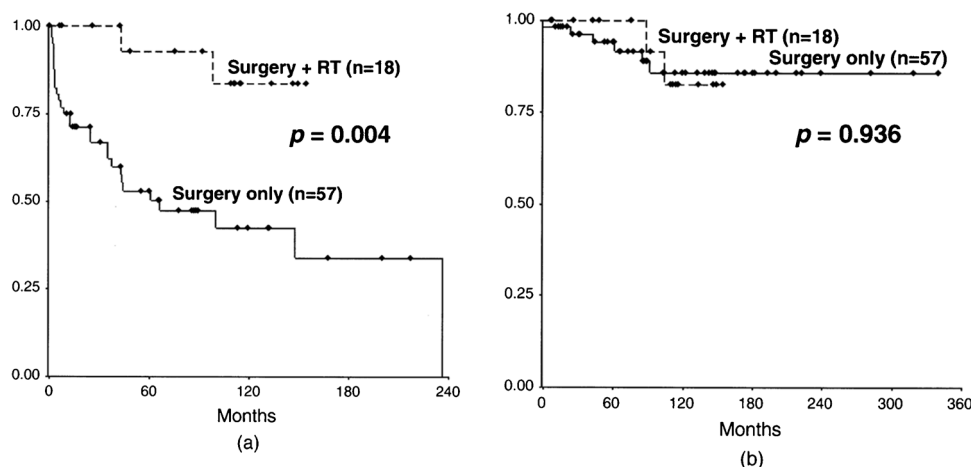 1.00
0.75
0.50
0.25
0.00
Surgery + RT (n=18)
p = 0.004
Surgery only (n=57)
0 60 120 180 240
Months
(a)
1.00
0.75
0.50
0.25
0.00
Surgery + RT (n=18)
Surgery only (n=57)
p = 0.936
0 60 120 180 240 300 360
Months
(b)